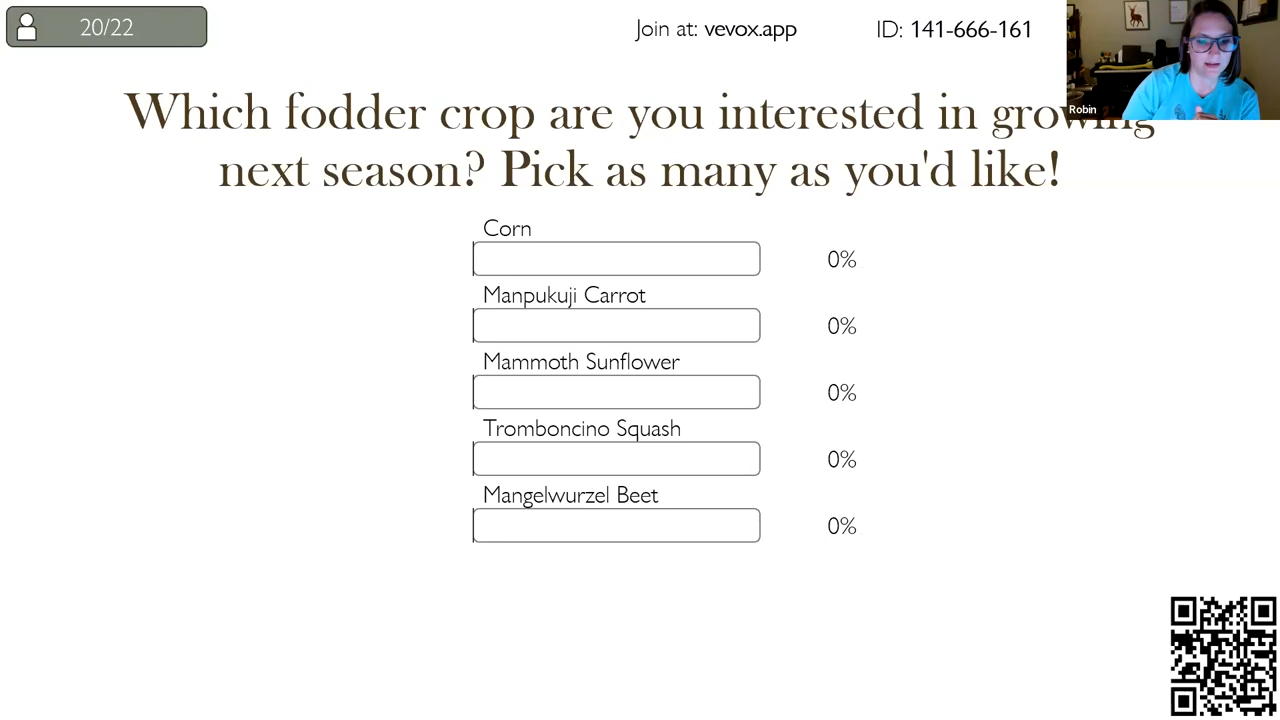 20/22
Join at: vevox.app
ID: 141-666-161
Robin
Which fodder crop are you interested in growing
next season? Pick as many as you'd like!
Corn
0%
Manpukuji Carrot
0%
Mammoth Sunflower
0%
Tromboncino Squash
0%
Mangelwurzel Beet
0%